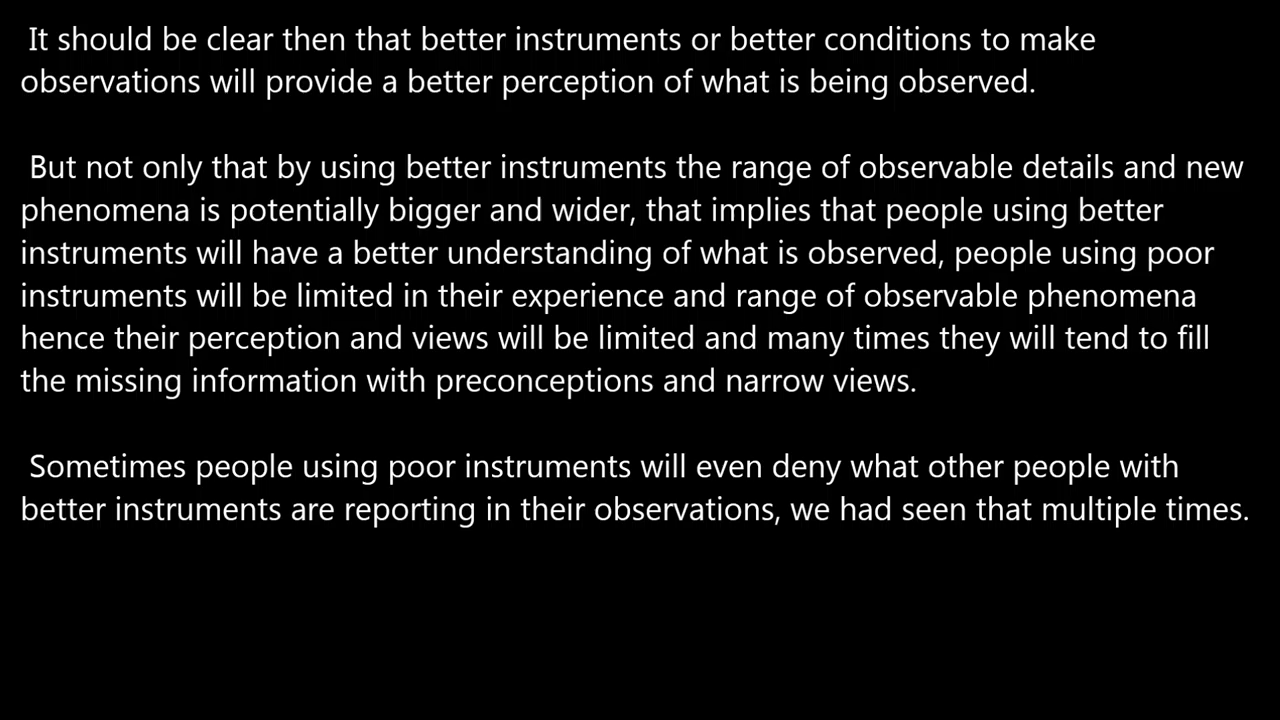 It should be clear then that better instruments or better conditions to make
observations will provide a better perception of what is being observed.
But not only that by using better instruments the range of observable details and new
phenomena is potentially bigger and wider, that implies that people using better
instruments will have a better understanding of what is observed, people using poor
instruments will be limited in their experience and range of observable phenomena
hence their perception and views will be limited and many times they will tend to fill
the missing information with preconceptions and narrow views.
Sometimes people using poor instruments will even deny what other people with
better instruments are reporting in their observations, we had seen that multiple times.